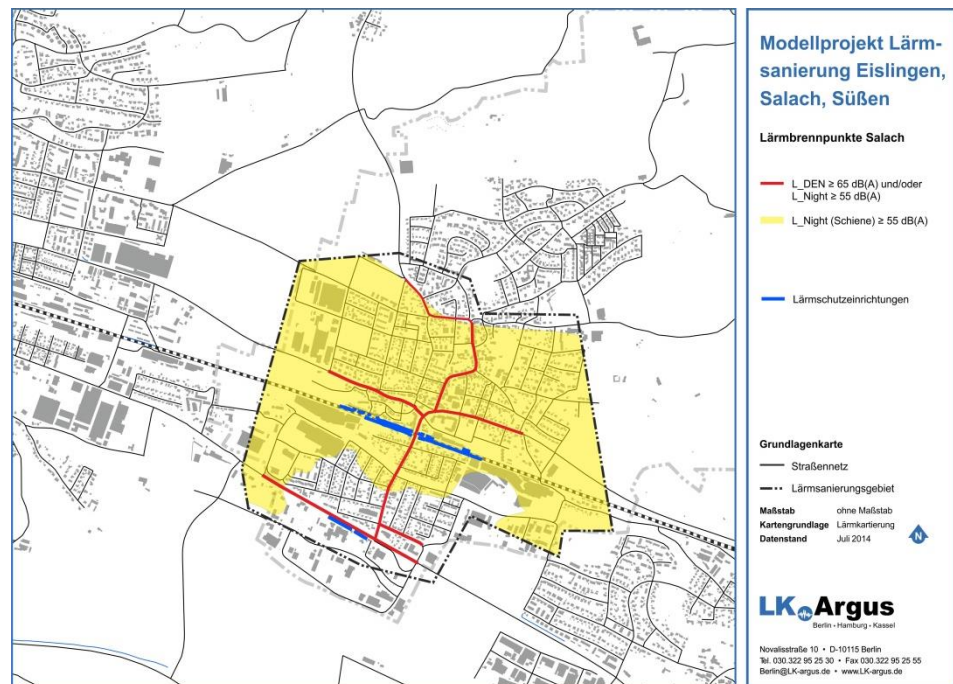 Modellprojekt Lärm-
sanierung Eislingen,
Salach, Süßen
Lärmbrennpunkte Salach
L_DEN ≥ 65 dB(A) und/oder
L_Night ≥ 55 dB(A)
L_Night (Schiene) ≥ 55 dB(A)
Lärmschutzeinrichtungen
Grundlagenkarte
Straßennetz
Lärmsanierungsgebiet
Maßstab ohne Maßstab
Kartengrundlage Lärmkartierung
Datenstand Juli 2014
N
LK Argus
Berlin • Hamburg • Kassel
Novalisstraße 10 • D-10115 Berlin
Tel. 030.322 95 25 30 • Fax 030.322 95 25 55
Berlin@LK-argus.de • www.LK-argus.de